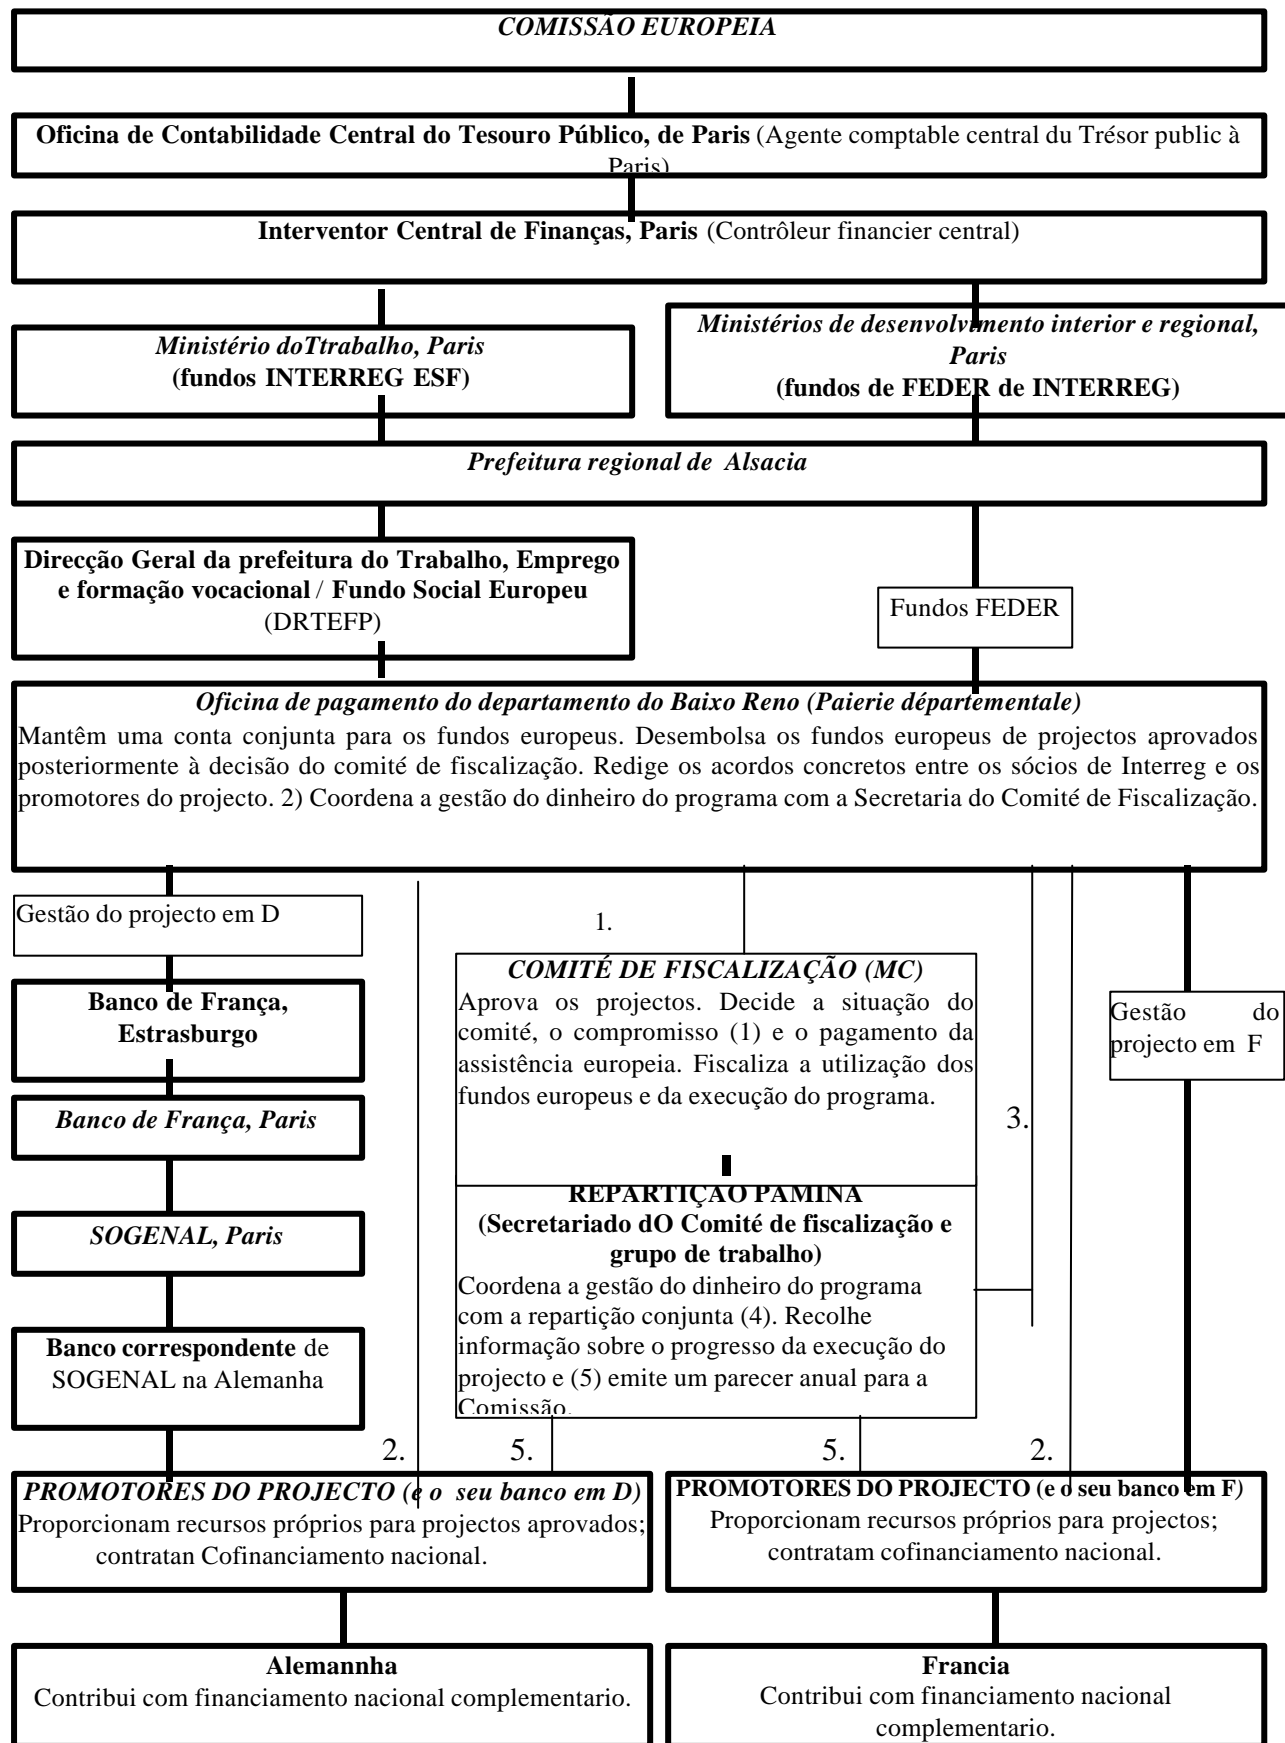 COMISSÃO EUROPEIA
Oficina de Contabilidade Central do Tesouro Público, de Paris (Agente comptable central du Trésor public à
Paris)
Interventor Central de Finanças, Paris (Contrôleur financier central)
Ministério doTtrabalho, Paris
(fundos INTERREG ESF)
Ministérios de desenvolvimento interior e regional,
Paris
(fundos de FEDER de INTERREG)
Prefeitura regional de Alsacia
Direcção Geral da prefeitura do Trabalho, Emprego
e formação vocacional / Fundo Social Europeu
(DRTEFP)
Fundos FEDER
Oficina de pagamento do departamento do Baixo Reno (Paierie départementale)
Mantêm uma conta conjunta para os fundos europeus. Desembolsa os fundos europeus de projectos aprovados
posteriormente à decisão do comité de fiscalização. Redige os acordos concretos entre os sócios de Interreg e os
promotores do projecto. 2) Coordena a gestão do dinheiro do programa com a Secretaria do Comité de Fiscalização.
Gestão do projecto em D
1.
Banco de França,
Estrasburgo
Banco de França, Paris
SOGENAL, Paris
Banco correspondente de
SOGENAL na Alemanha
COMITÉ DE FISCALIZAÇÃO (MC)
Aprova os projectos. Decide a situação do
comité, o compromisso (1) e o pagamento da
assistência europeia. Fiscaliza a utilização dos
fundos europeus e da execução do programa.
3.
Gestão do
projecto em F
REPARTIÇÃO PAMINA
(Secretariado dO Comité de fiscalização e
grupo de trabalho)
Coordena a gestão do dinheiro do programa
com a repartição conjunta (4). Recolhe
informação sobre o progresso da execução do
projecto e (5) emite um parecer anual para a
Comissão.
2.
5.
5.
2.
PROMOTORES DO PROJECTO (e o seu banco em D)
Proporcionam recursos próprios para projectos aprovados;
contratan Cofinanciamento nacional.
PROMOTORES DO PROJECTO (e o seu banco em F)
Proporcionam recursos próprios para projectos;
contratam cofinanciamento nacional.
Alemannha
Contribui com financiamento nacional complementario.
Francia
Contribui com financiamento nacional
complementario.